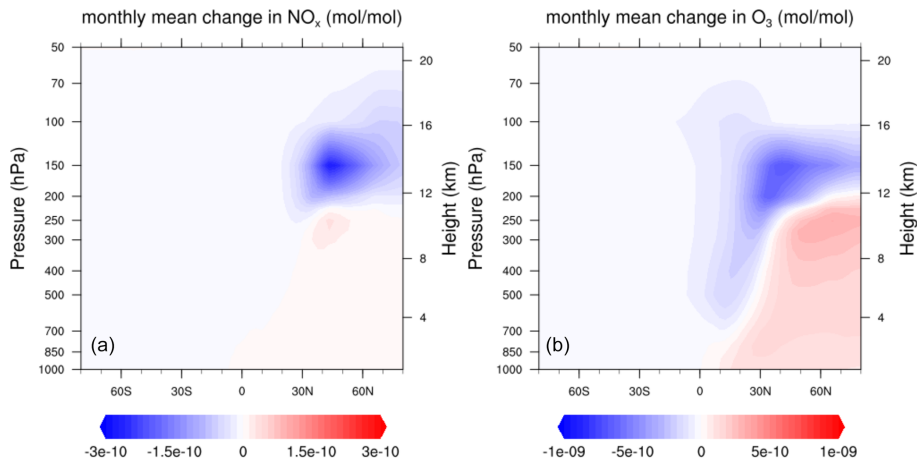 monthly mean change in NOx (mol/mol)
50
70
100
150
200
250
300
400
500
700
850
1000
Pressure (hPa)
20
16
12
8
4
Height (km)
(a)
60S 30S 0 30N 60N
-3e-10 -1.5e-10 0 1.5e-10 3e-10
monthly mean change in O3 (mol/mol)
50
70
100
150
200
250
300
400
500
700
850
1000
Pressure (hPa)
20
16
12
8
4
Height (km)
(b)
60S 30S 0 30N 60N
-1e-09 -5e-10 0 5e-10 1e-09